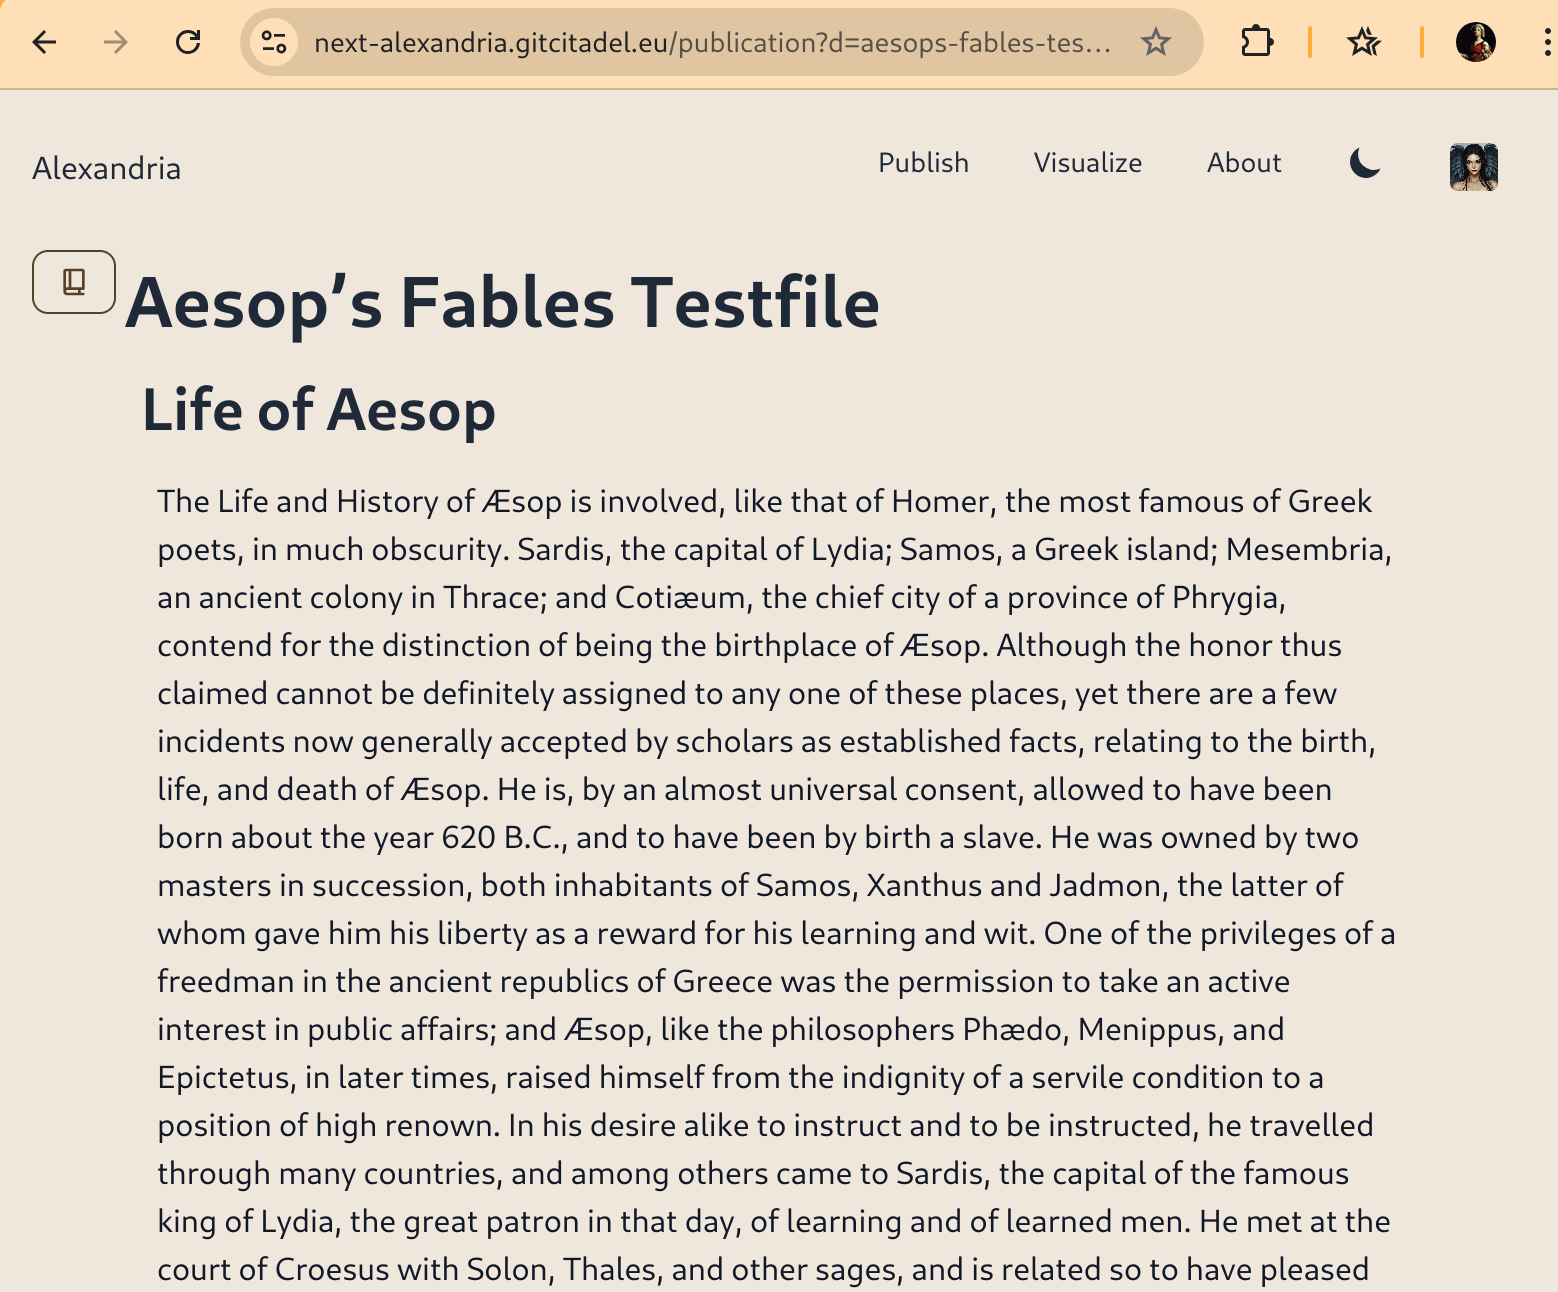 next-alexandria.gitcitadel.eu/publication?d=aesops-fables-tes...
Alexandria
Publish
Visualize
About
Aesop’s Fables Testfile
Life of Aesop
The Life and History of Æsop is involved, like that of Homer, the most famous of Greek
poets, in much obscurity. Sardis, the capital of Lydia; Samos, a Greek island; Mesembria,
an ancient colony in Thrace; and Cotiæum, the chief city of a province of Phrygia,
contend for the distinction of being the birthplace of Æsop. Although the honor thus
claimed cannot be definitely assigned to any one of these places, yet there are a few
incidents now generally accepted by scholars as established facts, relating to the birth,
life, and death of Æsop. He is, by an almost universal consent, allowed to have been
born about the year 620 B.C., and to have been by birth a slave. He was owned by two
masters in succession, both inhabitants of Samos, Xanthus and Jadmon, the latter of
whom gave him his liberty as a reward for his learning and wit. One of the privileges of a
freedman in the ancient republics of Greece was the permission to take an active
interest in public affairs; and Æsop, like the philosophers Phædo, Menippus, and
Epictetus, in later times, raised himself from the indignity of a servile condition to a
position of high renown. In his desire alike to instruct and to be instructed, he travelled
through many countries, and among others came to Sardis, the capital of the famous
king of Lydia, the great patron in that day, of learning and of learned men. He met at the
court of Croesus with Solon, Thales, and other sages, and is related so to have pleased